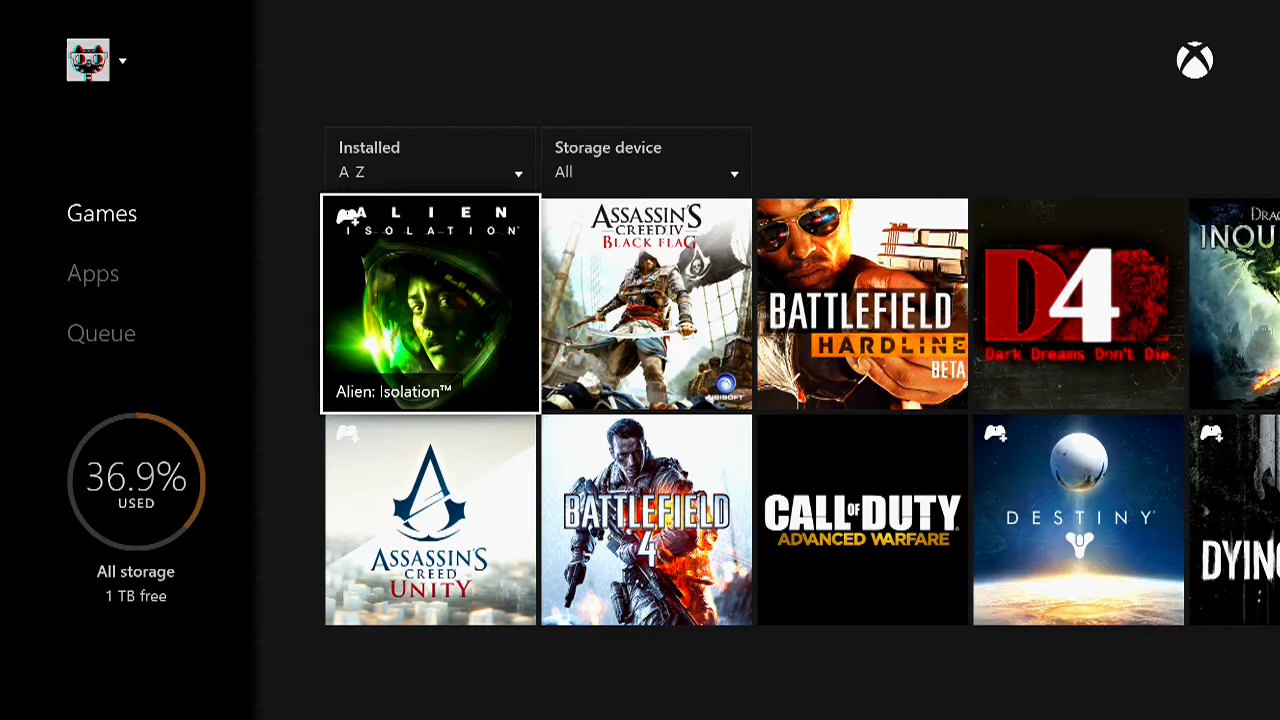 Installed
A Z
Storage device
All
Games
Apps
Queue
36.9%
USED
All storage
1 TB free
ALIEN
ISOLATION™
Alien: Isolation™
ASSASSIN'S
CREED IV
BLACK FLAG
UBISOFT
BATTLEFIELD
HARDLINE
BETA
D4
Dark Dreams Don't Die
INQU
ASSASSIN'S
CREED
UNITY
BATTLEFIELD
4
CALL OF DUTY
ADVANCED WARFARE
DESTINY
DYIN